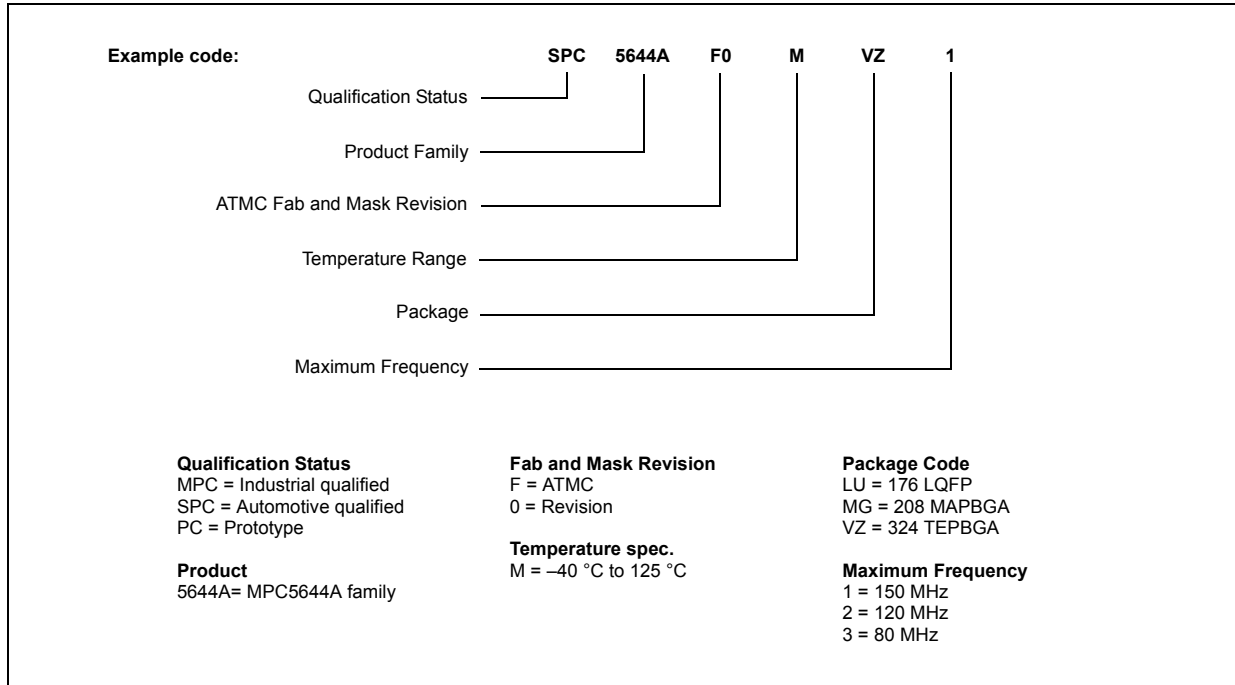 Example code: SPC 5644A F0 M VZ 1
Qualification Status
Product Family
ATMC Fab and Mask Revision
Temperature Range
Package
Maximum Frequency
Qualification Status
MPC = Industrial qualified
SPC = Automotive qualified
PC = Prototype
Product
5644A= MPC5644A family
Fab and Mask Revision
F = ATMC
0 = Revision
Temperature spec.
M = –40 °C to 125 °C
Package Code
LU = 176 LQFP
MG = 208 MAPBGA
VZ = 324 TEPBGA
Maximum Frequency
1 = 150 MHz
2 = 120 MHz
3 = 80 MHz